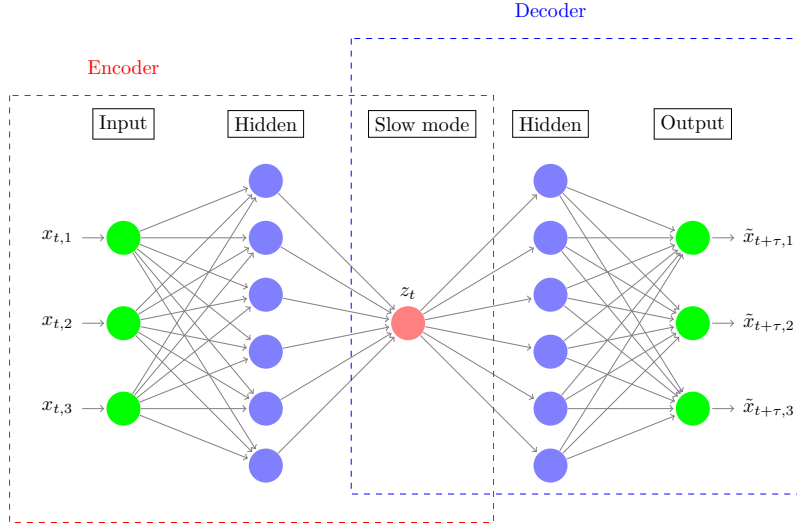 Decoder
Encoder
Input
Hidden
Slow mode
Hidden
Output
x_{t,1}
x_{t,2}
x_{t,3}
z_t
x̃_{t+τ,1}
x̃_{t+τ,2}
x̃_{t+τ,3}